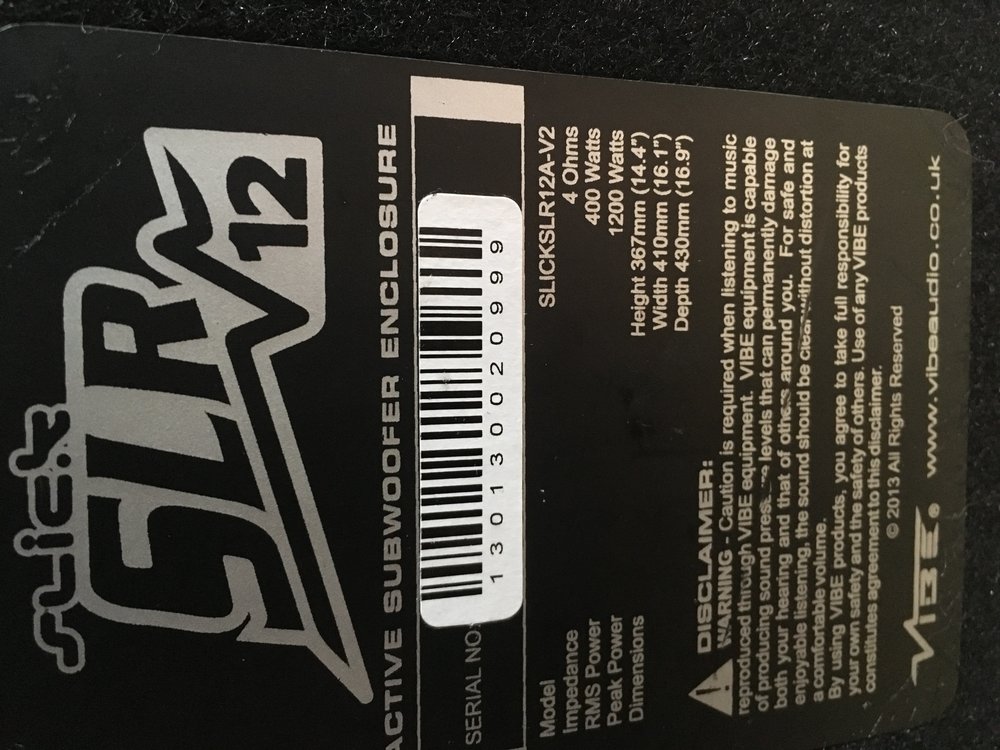 slick
SLR
12
ACTIVE SUBWOOFER ENCLOSURE
SERIAL NO:
1301300020999
Model SLICKSLR12A-V2
Impedance 4 Ohms
RMS Power 400 Watts
Peak Power 1200 Watts
Dimensions Height 367mm (14.4")
Width 410mm (16.1")
Depth 430mm (16.9")
DISCLAIMER:
WARNING - Caution is required when listening to music
reproduced through VIBE equipment. VIBE equipment is capable
of producing sound pressure levels that can permanently damage
both your hearing and that of others around you. For safe and
enjoyable listening, the sound should be clear without distortion at
a comfortable volume.
By using VIBE products, you agree to take full responsibility for
your own safety and the safety of others. Use of any VIBE products
constitutes agreement to this disclaimer.
© 2013 All Rights Reserved
VIBE® www.vibeaudio.co.uk